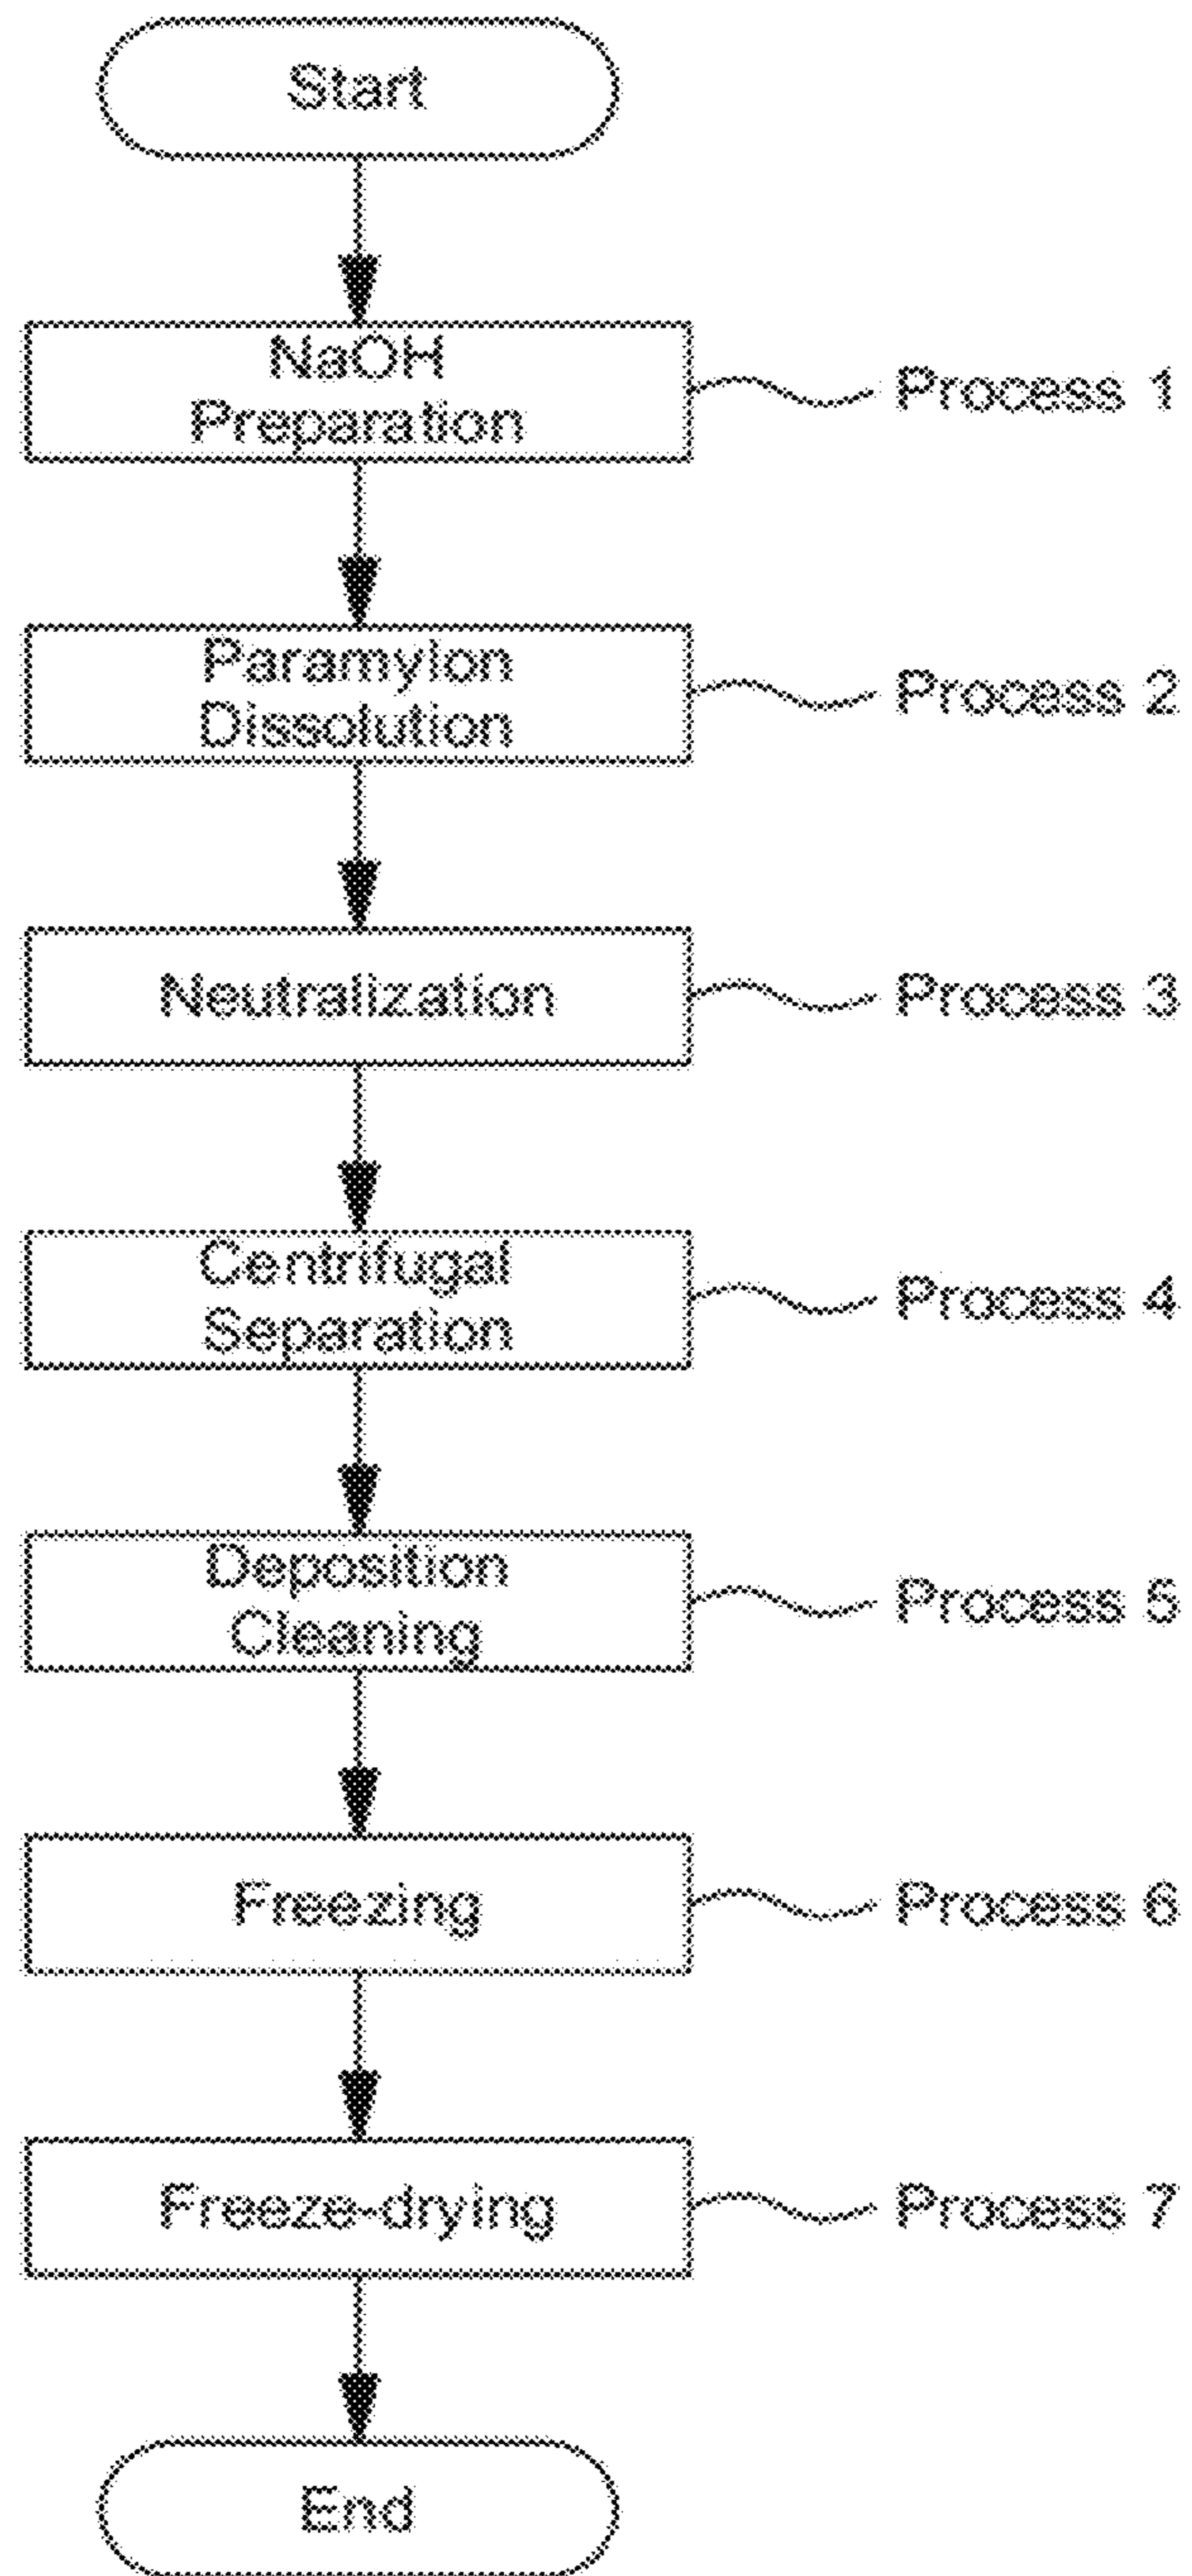 Start
NaOH
Preparation
Process 1
Paramylon
Dissolution
Process 2
Neutralization
Process 3
Centrifugal
Separation
Process 4
Deposition
Cleaning
Process 5
Freezing
Process 6
Freeze-drying
Process 7
End